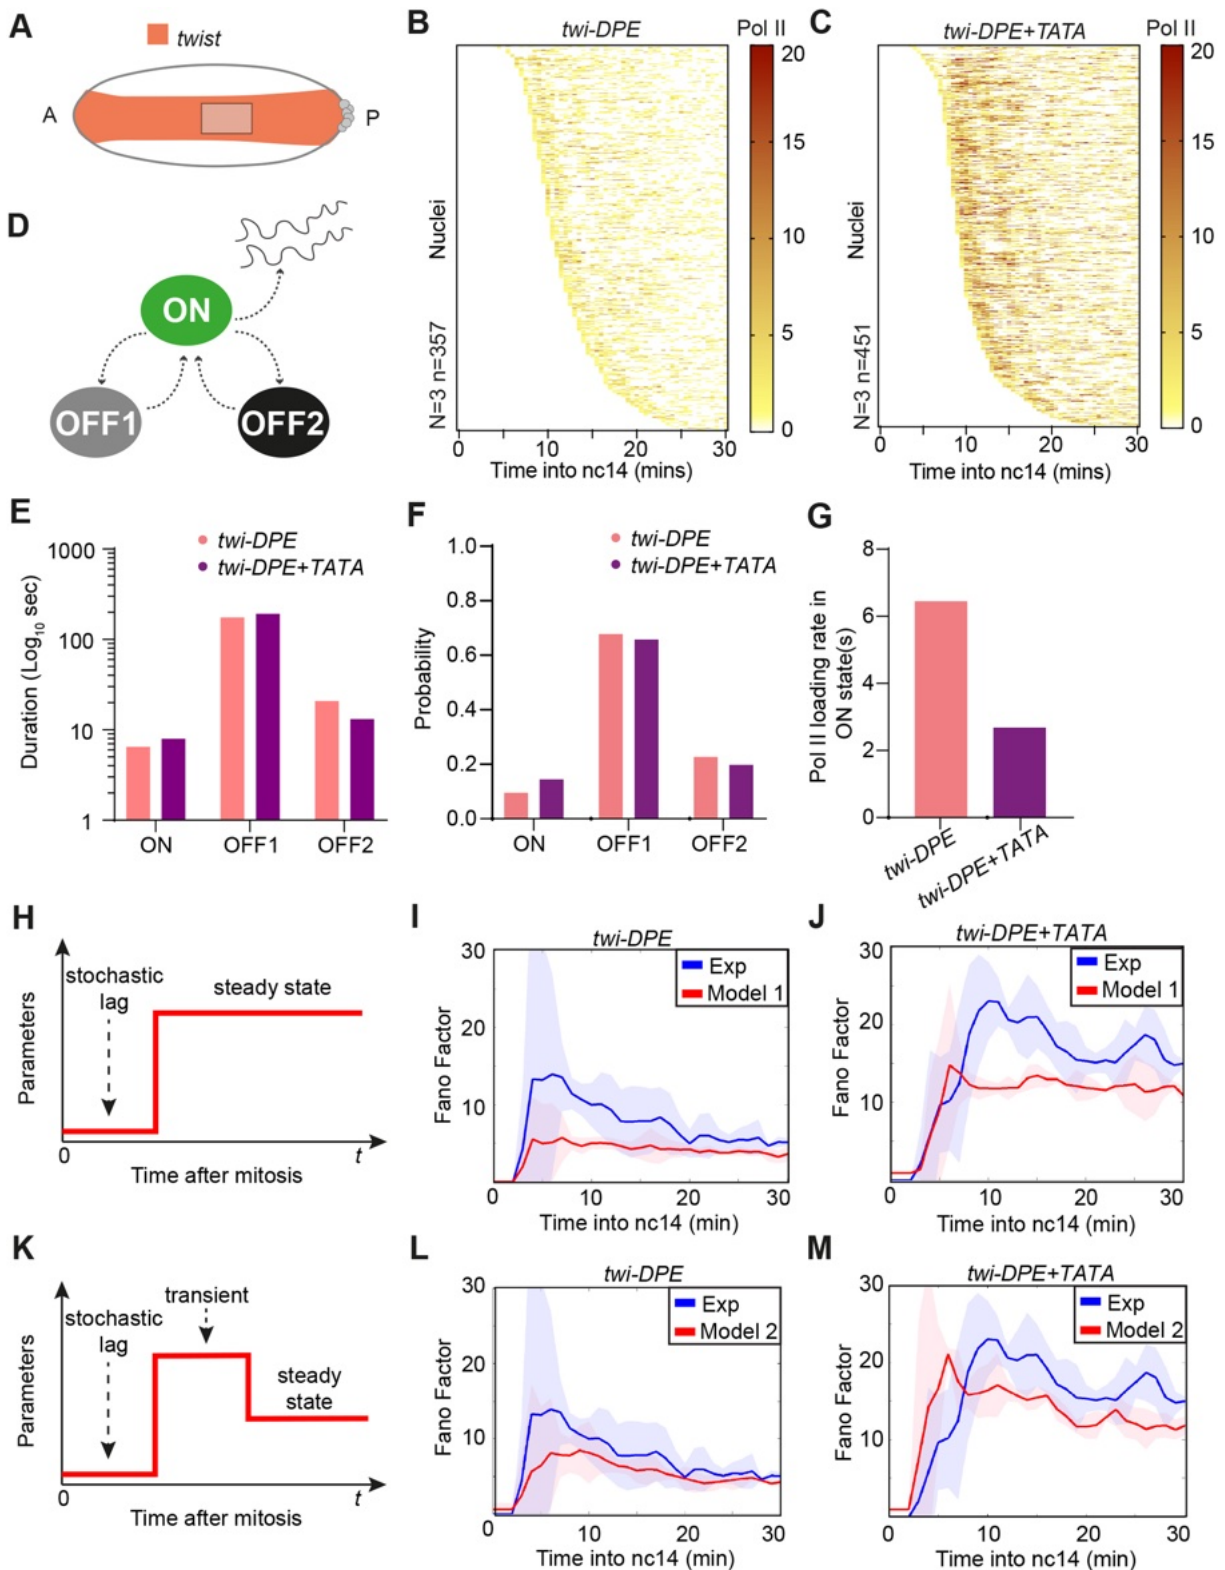 A
twist
A
P
B
twi-DPE
Pol II
20
15
10
5
0
Nuclei
N=3 n=357
0
10
20
30
Time into nc14 (mins)
C
twi-DPE+TATA
Pol II
20
15
10
5
0
Nuclei
N=3 n=451
0
10
20
30
Time into nc14 (mins)
D
ON
OFF1
OFF2
E
twi-DPE
twi-DPE+TATA
Duration (Log10 sec)
1000
100
10
1
ON
OFF1
OFF2
F
twi-DPE
twi-DPE+TATA
Probability
1.0
0.8
0.6
0.4
0.2
0.0
ON
OFF1
OFF2
G
Pol II loading rate in
ON state(s)
8
6
4
2
0
twi-DPE
twi-DPE+TATA
H
stochastic
lag
steady state
Parameters
0
t
Time after mitosis
I
twi-DPE
Exp
Model 1
Fano Factor
30
20
10
0
10
20
30
Time into nc14 (min)
J
twi-DPE+TATA
Exp
Model 1
Fano Factor
30
20
10
0
10
20
30
Time into nc14 (min)
K
transient
stochastic
lag
steady
state
Parameters
0
t
Time after mitosis
L
twi-DPE
Exp
Model 2
Fano Factor
30
20
10
0
10
20
30
Time into nc14 (min)
M
twi-DPE+TATA
Exp
Model 2
Fano Factor
30
20
10
0
10
20
30
Time into nc14 (min)